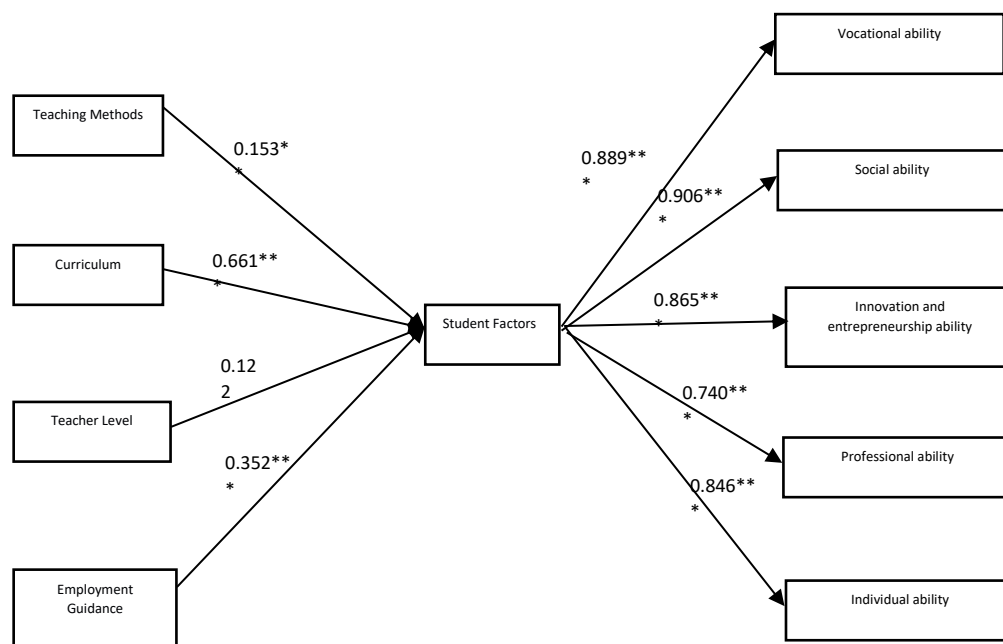 Vocational ability
Teaching Methods
0.153*
*
0.889**
*
Social ability
0.906**
*
Curriculum
0.661**
*
Student Factors
0.865**
*
Innovation and
entrepreneurship ability
0.12
2
0.740**
*
Teacher Level
Professional ability
0.352**
*
0.846**
*
Employment
Guidance
Individual ability